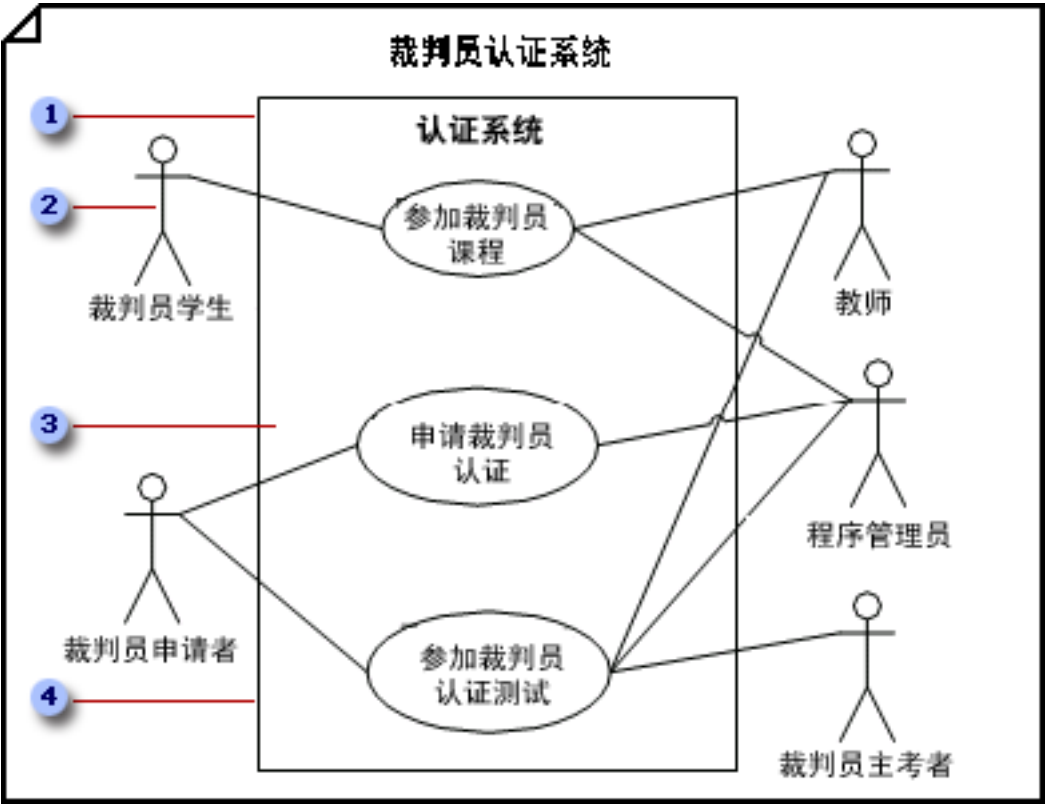 裁判员认证系统
1
认证系统
2
参加裁判员
课程
裁判员学生
教师
3
申请裁判员
认证
程序管理员
裁判员申请者
参加裁判员
认证测试
4
裁判员主考者